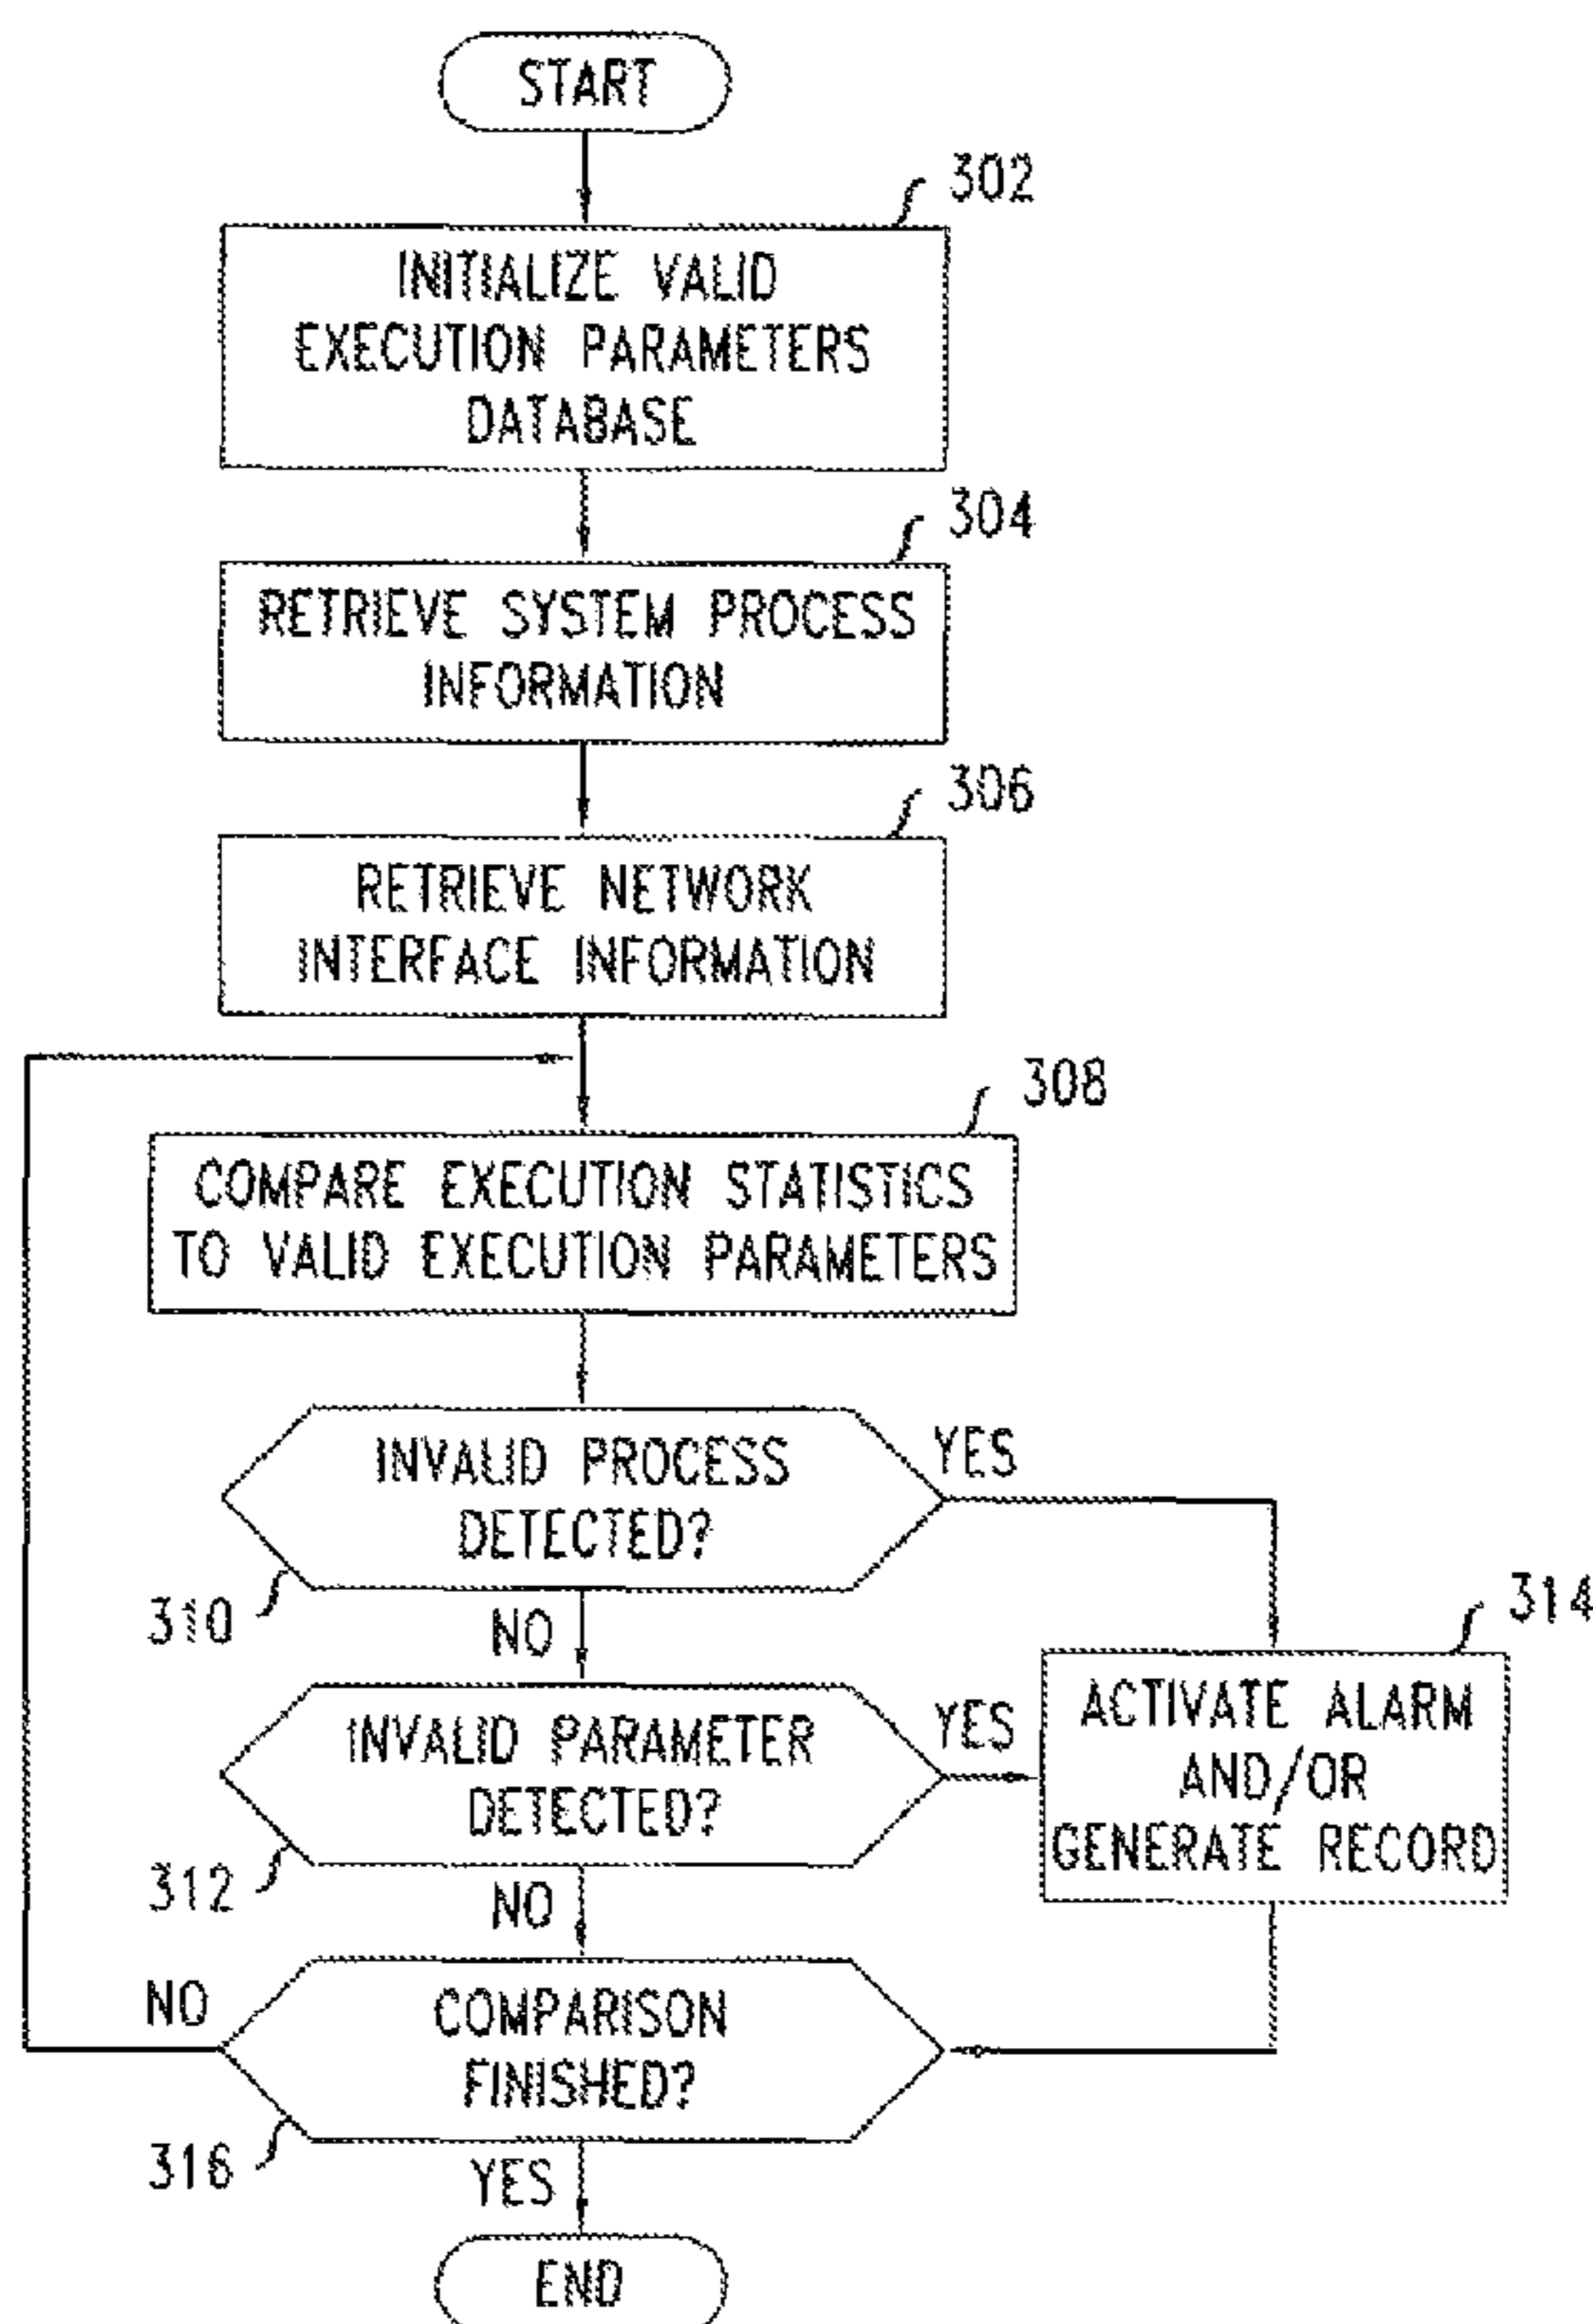 START
302
INITIALIZE VALID
EXECUTION PARAMETERS
DATABASE
304
RETRIEVE SYSTEM PROCESS
INFORMATION
306
RETRIEVE NETWORK
INTERFACE INFORMATION
308
COMPARE EXECUTION STATISTICS
TO VALID EXECUTION PARAMETERS
INVALID PROCESS
DETECTED?
YES
310
NO
314
ACTIVATE ALARM
AND/OR
GENERATE RECORD
INVALID PARAMETER
DETECTED?
YES
312
NO
COMPARISON
FINISHED?
NO
316
YES
END